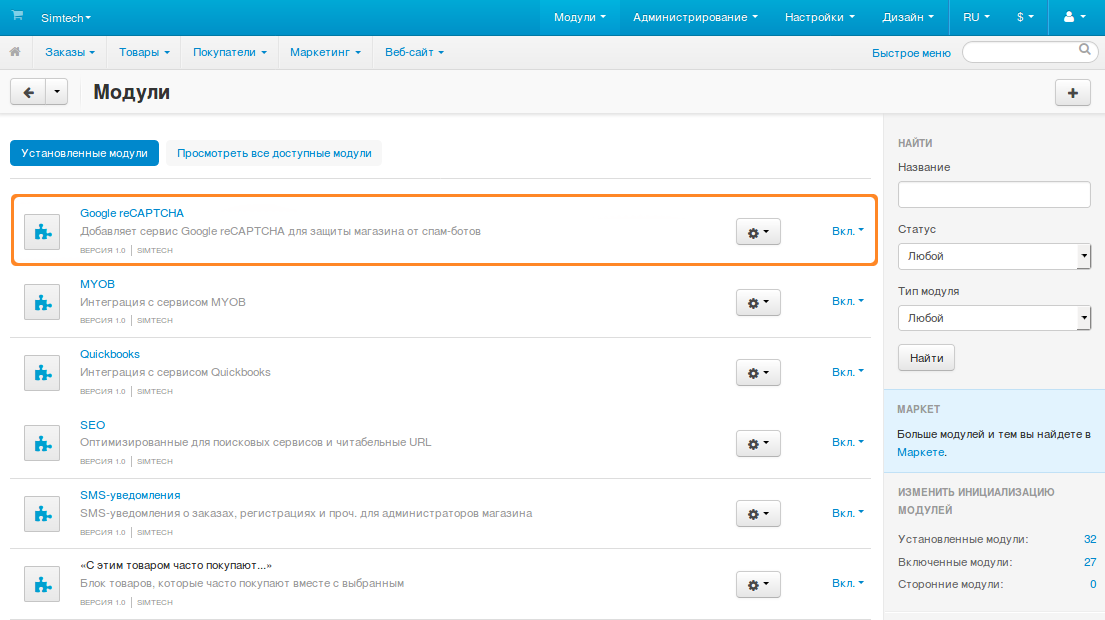 Simtech
Модули
Администрирование
Настройки
Дизайн
RU
$
Заказы
Товары
Покупатели
Маркетинг
Веб-сайт
Быстрое меню
Модули
Установленные модули
Просмотреть все доступные модули
Google reCAPTCHA
Добавляет сервис Google reCAPTCHA для защиты магазина от спам-ботов
ВЕРСИЯ 1.0 | SIMTECH
Вкл.
MYOB
Интеграция с сервисом MYOB
ВЕРСИЯ 1.0 | SIMTECH
Вкл.
Quickbooks
Интеграция с сервисом Quickbooks
ВЕРСИЯ 1.0 | SIMTECH
Вкл.
SEO
Оптимизированные для поисковых сервисов и читабельные URL
ВЕРСИЯ 1.0 | SIMTECH
Вкл.
SMS-уведомления
SMS-уведомления о заказах, регистрациях и проч. для администраторов магазина
ВЕРСИЯ 1.0 | SIMTECH
Вкл.
«С этим товаром часто покупают...»
Блок товаров, которые часто покупают вместе с выбранным
ВЕРСИЯ 1.0 | SIMTECH
Вкл.
НАЙТИ
Название
Статус
Любой
Тип модуля
Любой
Найти
МАРКЕТ
Больше модулей и тем вы найдете в
Маркете.
ИЗМЕНИТЬ ИНИЦИАЛИЗАЦИЮ
МОДУЛЕЙ
Установленные модули: 32
Включенные модули: 27
Сторонние модули: 0